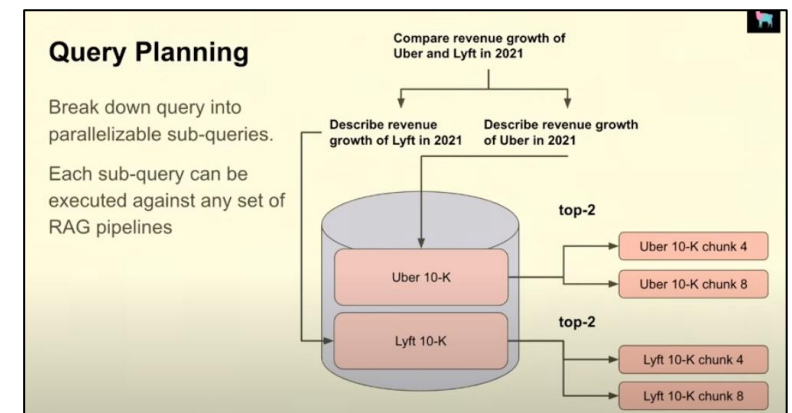 Query Planning
Break down query into
parallelizable sub-queries.
Each sub-query can be
executed against any set of
RAG pipelines
Compare revenue growth of
Uber and Lyft in 2021
Describe revenue
growth of Lyft in 2021
Describe revenue growth
of Uber in 2021
top-2
Uber 10-K
Uber 10-K chunk 4
Uber 10-K chunk 8
top-2
Lyft 10-K
Lyft 10-K chunk 4
Lyft 10-K chunk 8